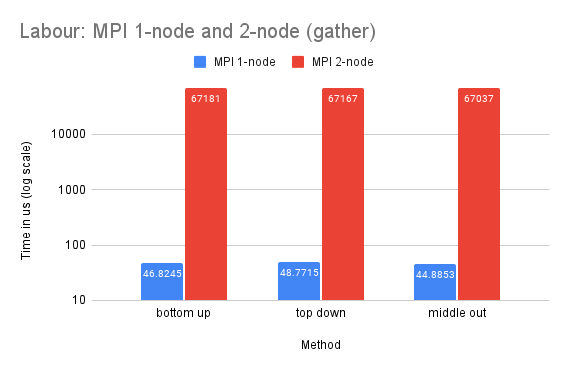 Labour: MPI 1-node and 2-node (gather)
MPI 1-node
MPI 2-node
Time in us (log scale)
10000
1000
100
10
46.8245
67181
48.7715
67167
44.8853
67037
bottom up
top down
middle out
Method